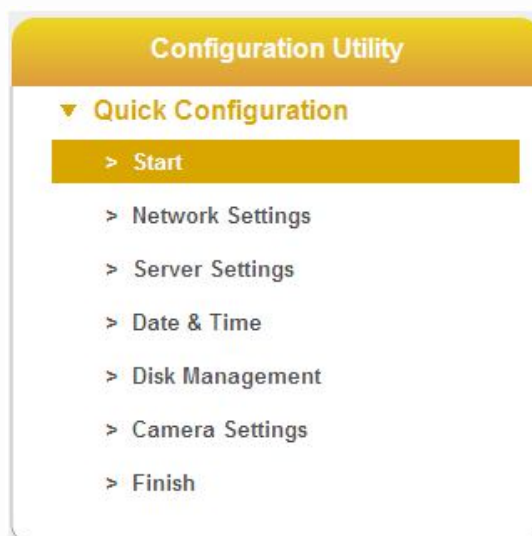 Configuration Utility
Quick Configuration
> Start
> Network Settings
> Server Settings
> Date & Time
> Disk Management
> Camera Settings
> Finish